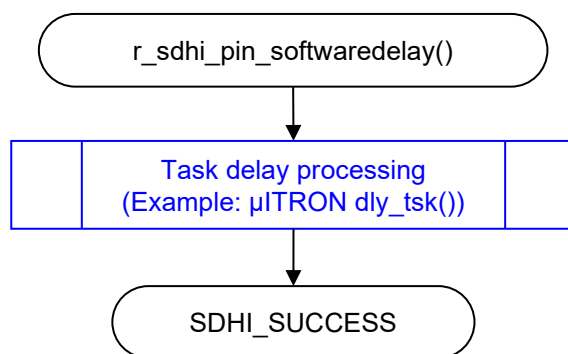 r_sdhi_pin_softwaredelay()
Task delay processing
(Example: µITRON dly_tsk())
SDHI_SUCCESS